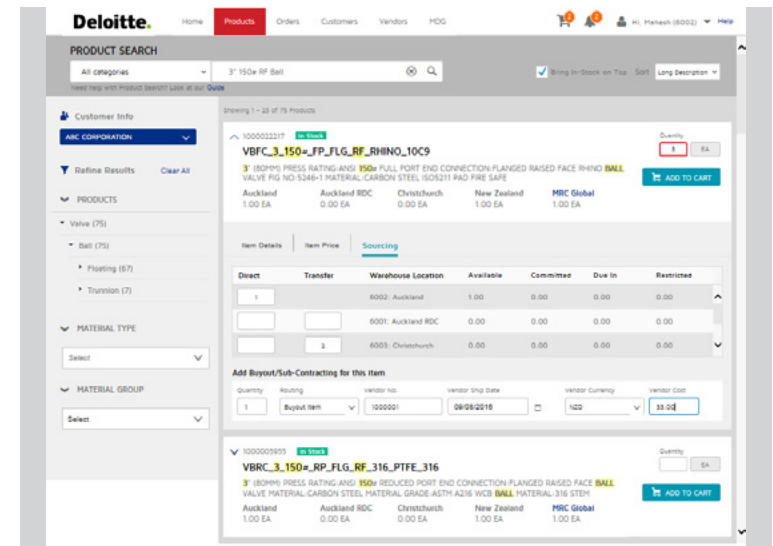 Deloitte. Home Products Orders Customers Vendors MDG Hi, Mahesh (6002) Help
PRODUCT SEARCH
All categories 3" 150# RF Ball Bring In-Stock on Top Sort Long Description
Need help with Product Search? Look at our Guide
Customer Info
ABC CORPORATION
Refine Results Clear All
PRODUCTS
Valve (75)
Ball (75)
Floating (67)
Trunnion (7)
MATERIAL TYPE
Select
MATERIAL GROUP
Select
Showing 1 - 25 of 75 Products
1000022217 In Stock
VBFC_3_150#_FP_FLG_RF_RHINO_10C9
3" (80MM) PRESS RATING:ANSI 150# FULL PORT END CONNECTION:FLANGED RAISED FACE RHINO BALL
VALVE FIG NO:5246-1 MATERIAL:CARBON STEEL ISO5211 PAD FIRE SAFE
Quantity
3 EA
ADD TO CART
Auckland Auckland RDC Christchurch New Zealand MRC Global
1.00 EA 0.00 EA 0.00 EA 1.00 EA 1.00 EA
Item Details Item Price Sourcing
Direct Transfer Warehouse Location Available Committed Due In Restricted
1 6002: Auckland 1.00 0.00 0.00 0.00
6001: Auckland RDC 0.00 0.00 0.00 0.00
6003: Christchurch 0.00 0.00 0.00 0.00
Add Buyout/Sub-Contracting for this item
Quantity Routing Vendor No. Vendor Ship Date Vendor Currency Vendor Cost
1 Buyout Item 1000001 09/08/2016 NZD 33.00
1000005955 In Stock
VBRC_3_150#_RP_FLG_RF_316_PTFE_316
3" (80MM) PRESS RATING:ANSI 150# REDUCED PORT END CONNECTION:FLANGED RAISED FACE BALL
VALVE MATERIAL:CARBON STEEL MATERIAL GRADE:ASTM A216 WCB BALL MATERIAL:316 STEM
Quantity
EA
ADD TO CART
Auckland Auckland RDC Christchurch New Zealand MRC Global
1.00 EA 0.00 EA 0.00 EA 1.00 EA 1.00 EA